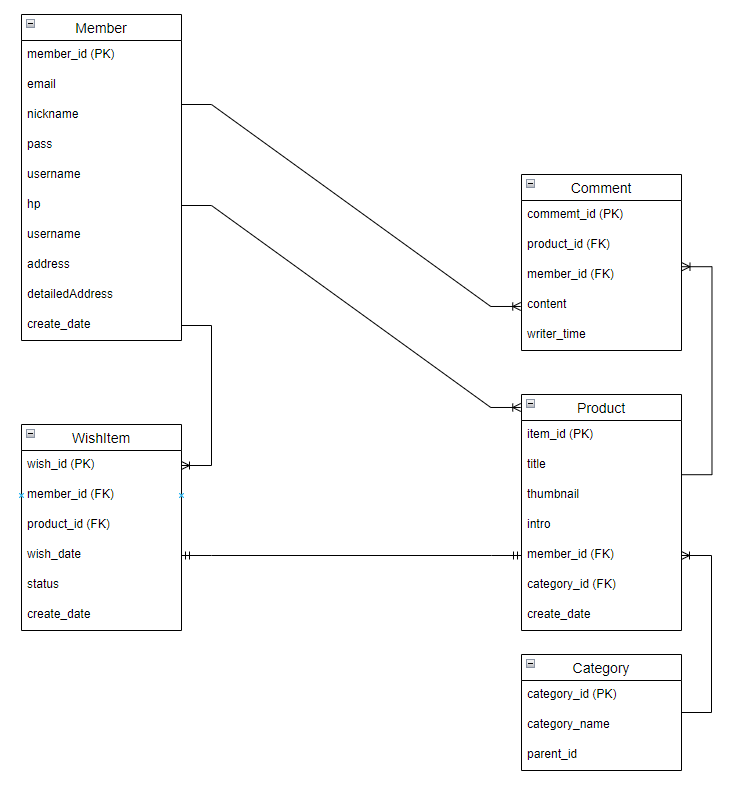 Member
member_id (PK)
email
nickname
pass
username
hp
username
address
detailedAddress
create_date
Comment
commemt_id (PK)
product_id (FK)
member_id (FK)
content
writer_time
WishItem
wish_id (PK)
member_id (FK)
product_id (FK)
wish_date
status
create_date
Product
item_id (PK)
title
thumbnail
intro
member_id (FK)
category_id (FK)
create_date
Category
category_id (PK)
category_name
parent_id